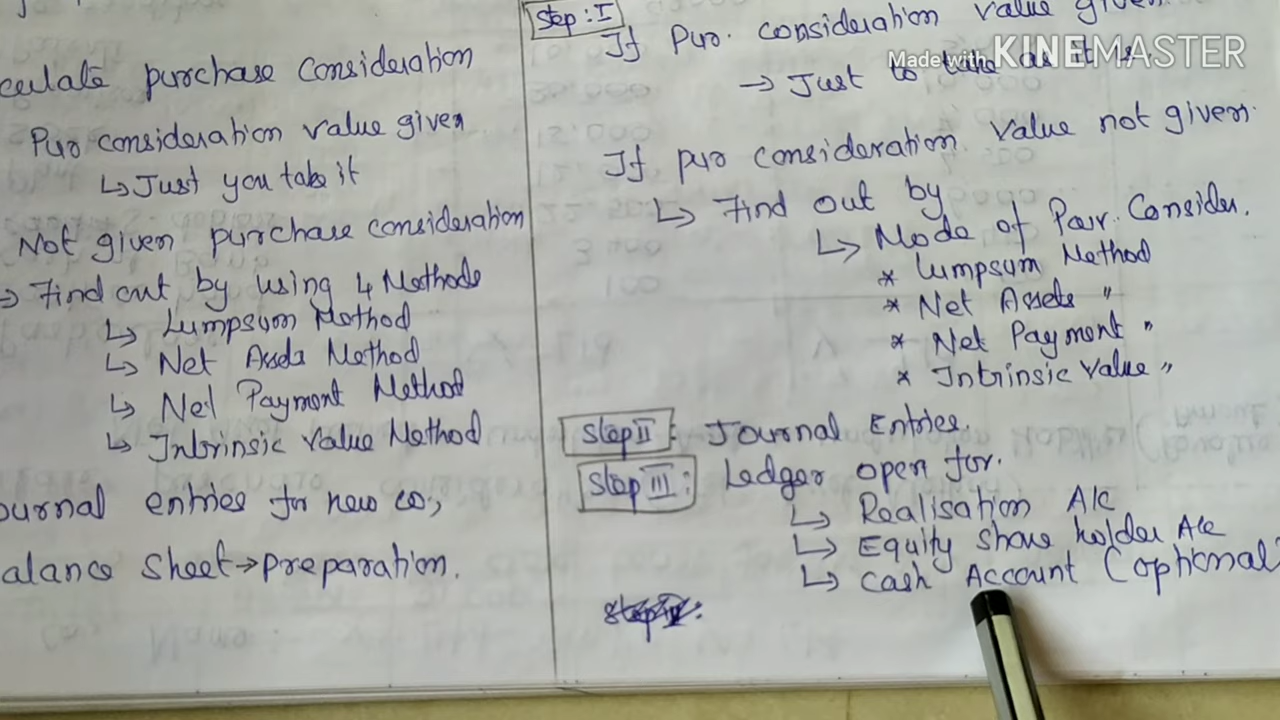 culate purchase consideration
Pur consideration value given
↳ Just you take it
Not given purchase consideration
→ Find out by using 4 Methods
↳ Lumpsum Method
↳ Net Assets Method
↳ Net Payment Method
↳ Intrinsic Value Method
ournal entries for new co;
alance Sheet → preparation.
Step : I
If Pur. consideration value given
→ Just to take as it is
If pur consideration value not given.
↳ Find out by
↳ Mode of Pur. Consider.
* Lumpsum Method
* Net Assets "
* Net Payment "
* Intrinsic Value "
Step II : Journal Entries.
Step III : Ledger open for.
↳ Realisation A/c
↳ Equity share holder A/c
↳ Cash Account (optional)
Made with KINEMASTER